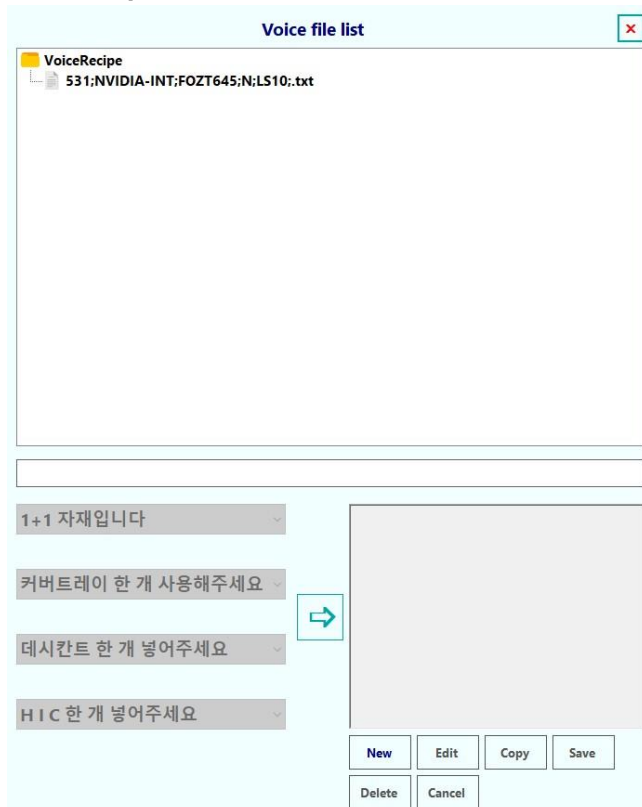 Voice file list
VoiceRecipe
531;NVIDIA-INT;FOZT645;N;LS10;.txt
1+1 자재입니다
커버트레이 한 개 사용해주세요
데시칸트 한 개 넣어주세요
H I C 한 개 넣어주세요
New
Edit
Copy
Save
Delete
Cancel